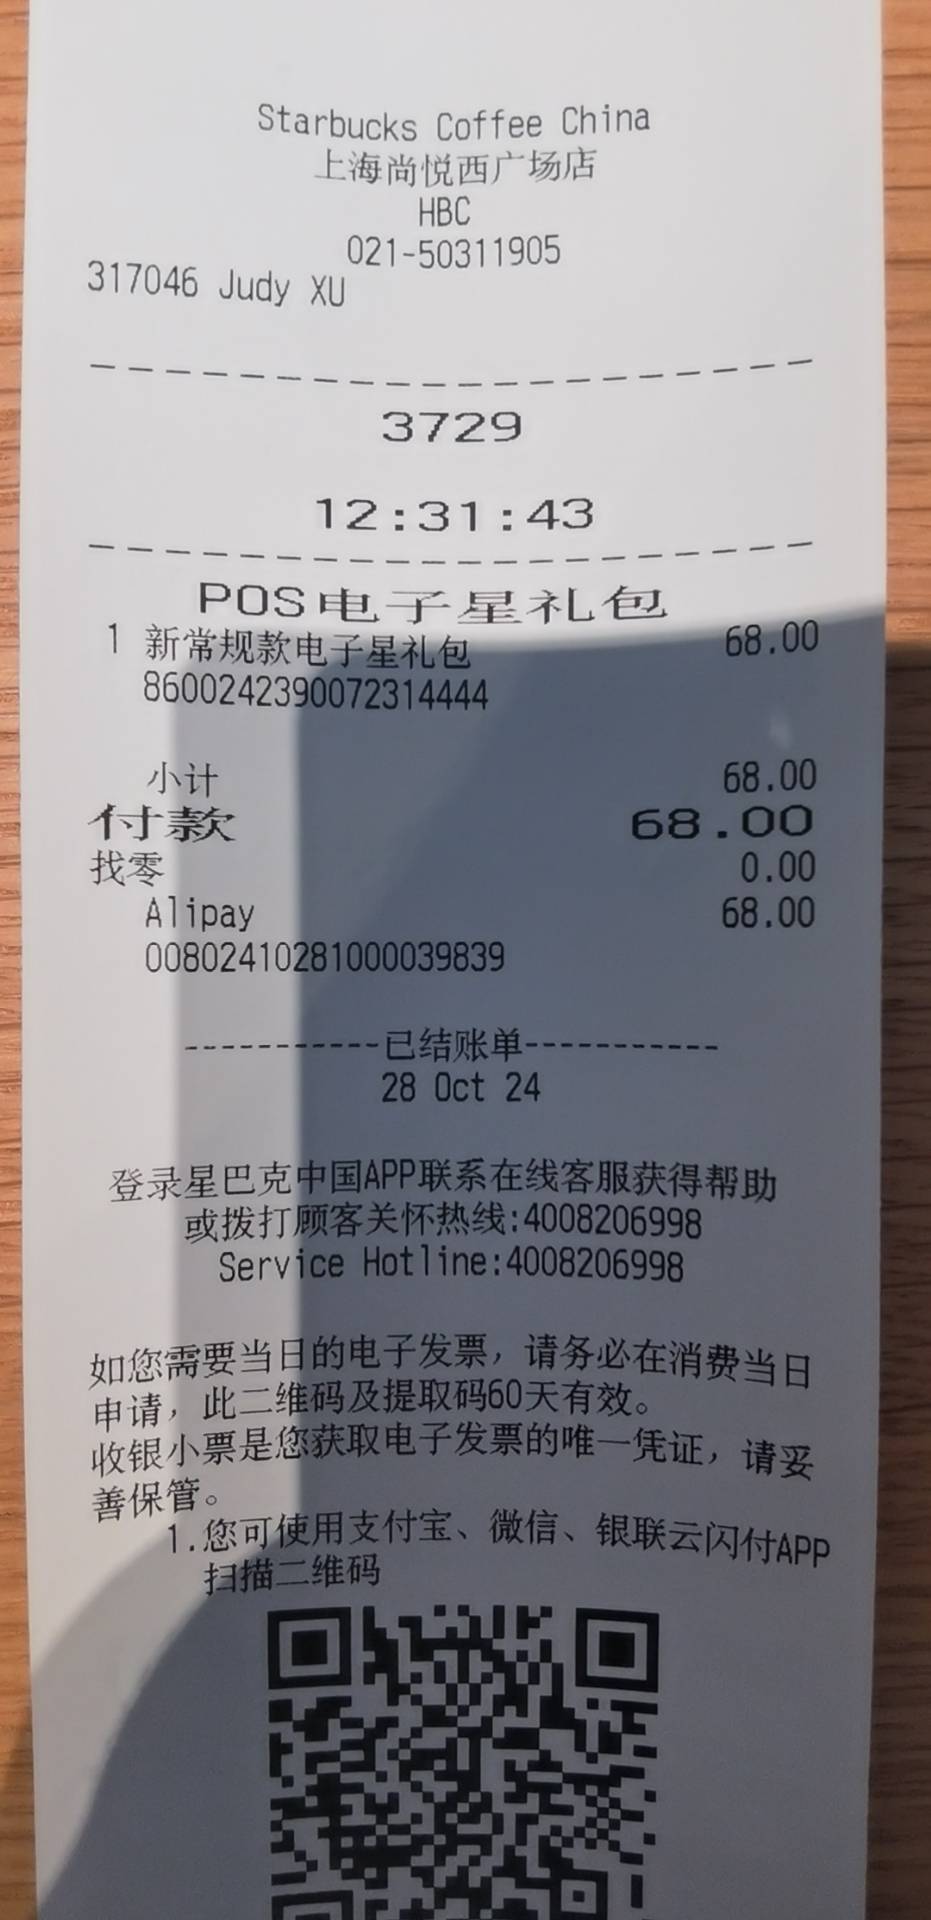 Starbucks Coffee China
上海尚悦西广场店
HBC
021-50311905
317046 Judy XU
3729
12:31:43
POS电子星礼包
1 新常规款电子星礼包 68.00
8600242390072314444
小计 68.00
付款 68.00
找零 0.00
Alipay 68.00
00802410281000039839
-----------已结账单-----------
28 Oct 24
登录星巴克中国APP联系在线客服获得帮助
或拨打顾客关怀热线:4008206998
Service Hotline:4008206998
如您需要当日的电子发票，请务必在消费当日
申请，此二维码及提取码60天有效。
收银小票是您获取电子发票的唯一凭证，请妥
善保管。
1.您可使用支付宝、微信、银联云闪付APP
扫描二维码